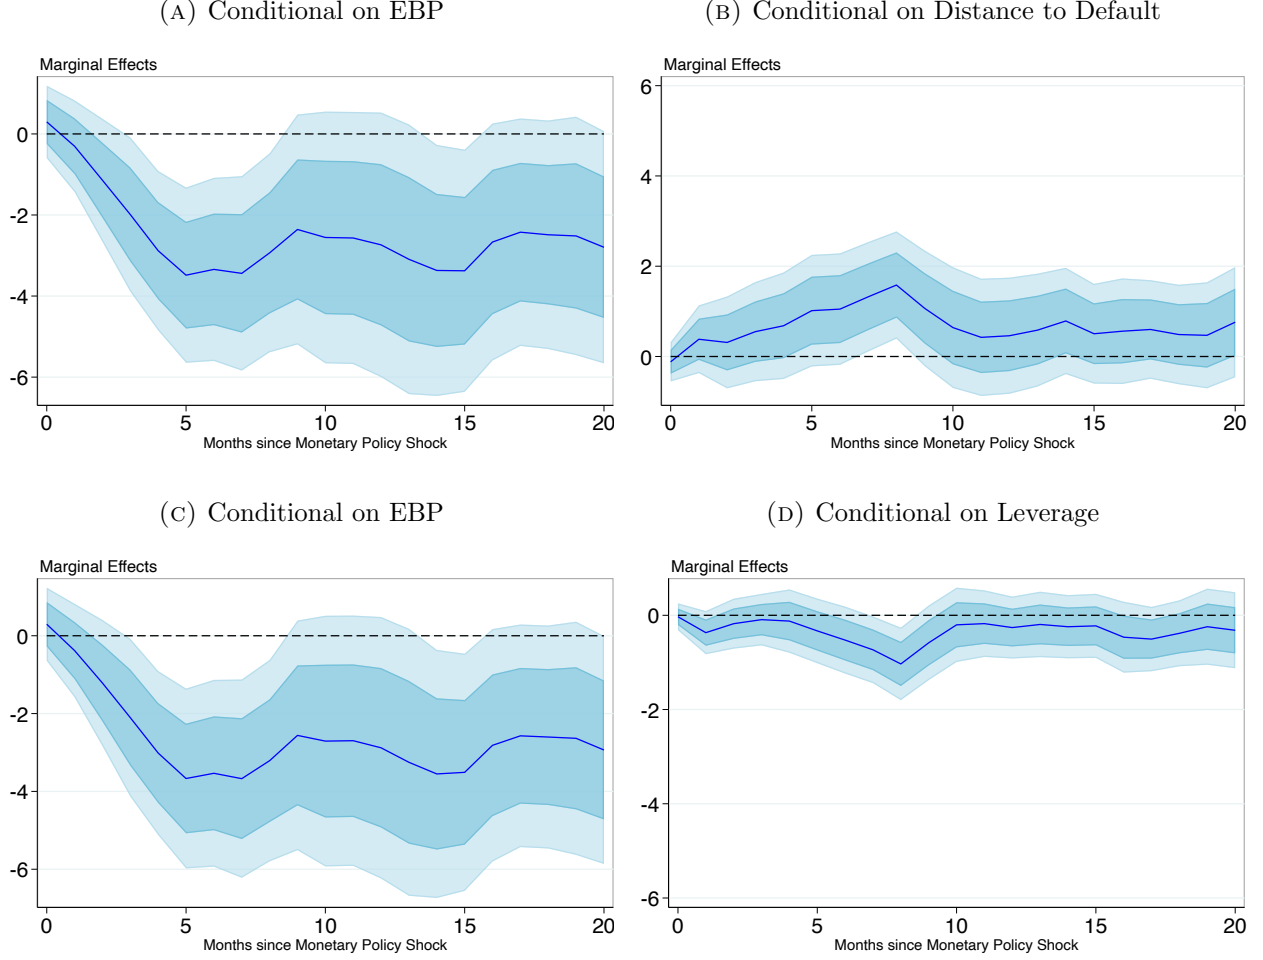 (A) Conditional on EBP
Marginal Effects
0
-2
-4
-6
0 5 10 15 20
Months since Monetary Policy Shock
(B) Conditional on Distance to Default
Marginal Effects
6
4
2
0
0 5 10 15 20
Months since Monetary Policy Shock
(C) Conditional on EBP
Marginal Effects
0
-2
-4
-6
0 5 10 15 20
Months since Monetary Policy Shock
(D) Conditional on Leverage
Marginal Effects
0
-2
-4
-6
0 5 10 15 20
Months since Monetary Policy Shock